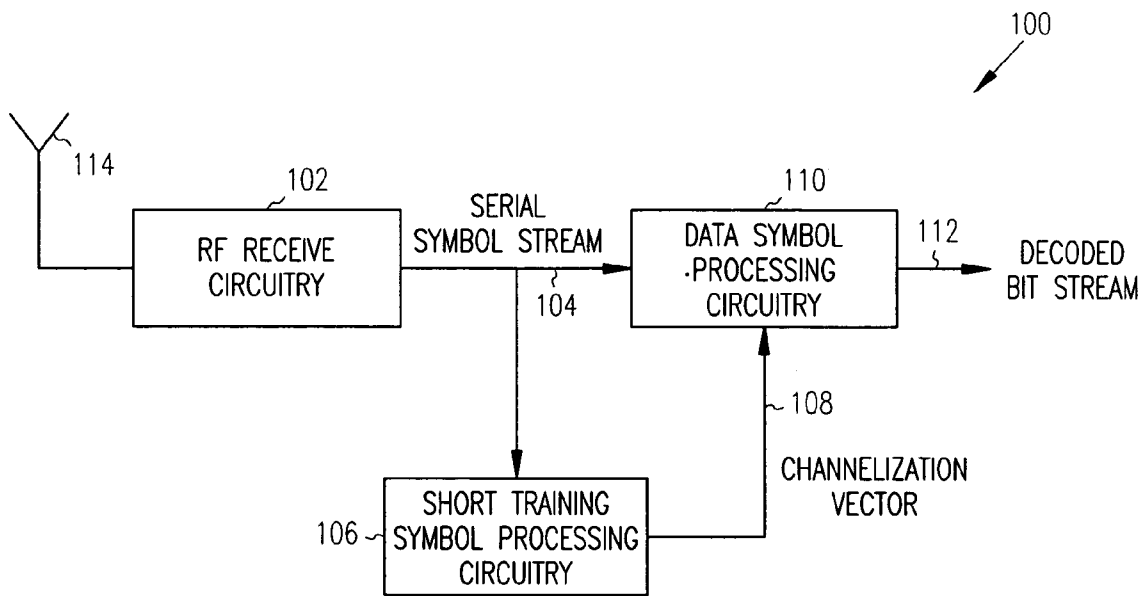 100
114
102
RF RECEIVE
CIRCUITRY
SERIAL
SYMBOL STREAM
104
110
DATA SYMBOL
PROCESSING
CIRCUITRY
112
DECODED
BIT STREAM
108
CHANNELIZATION
VECTOR
106
SHORT TRAINING
SYMBOL PROCESSING
CIRCUITRY